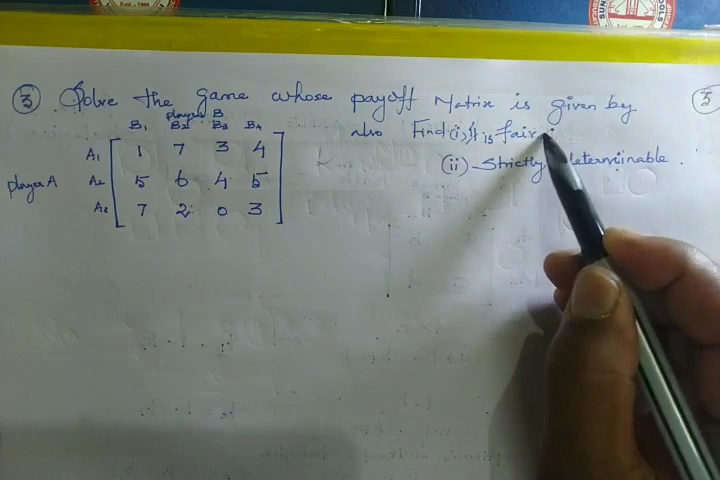 ③ Solve the game whose payoff Matrix is given by
also Find (i) it is fair.
(ii) Strictly determinable.
player B
B1 B2 B3 B4
A1 1 7 3 4
player A A2 5 6 4 5
A2 7 2 0 3